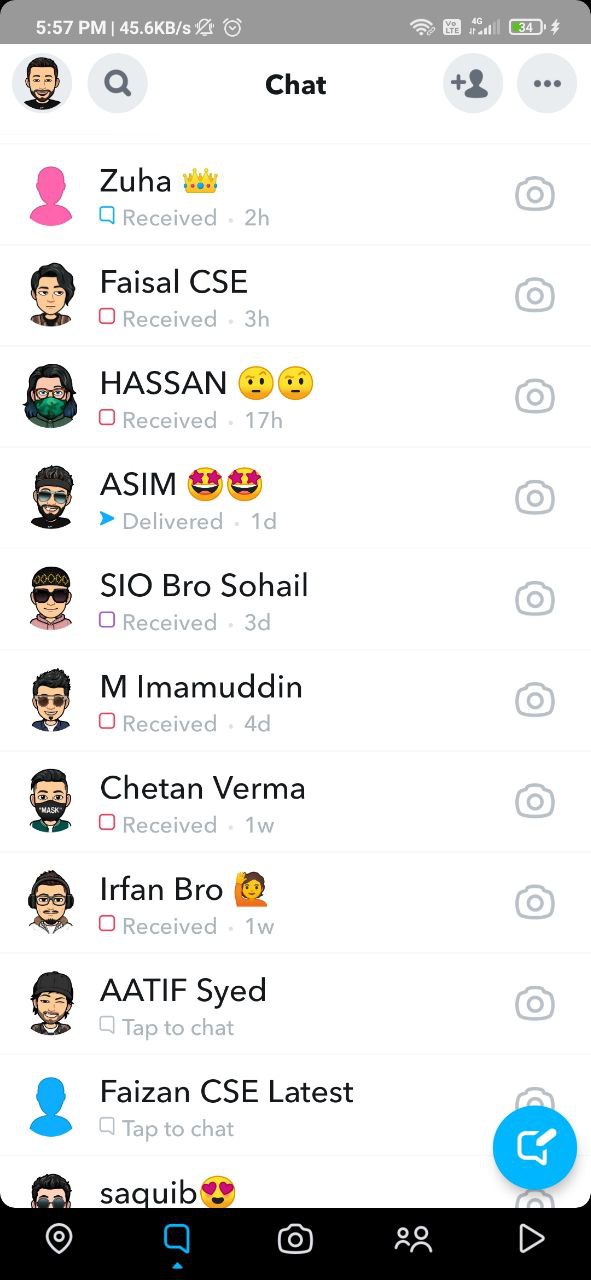 5:57 PM | 45.6KB/s
Vo LTE
4G
34
Chat
Zuha 👑
Received · 2h
Faisal CSE
Received · 3h
HASSAN 🤨🤨
Received · 17h
ASIM 🤩🤩
Delivered · 1d
SIO Bro Sohail
Received · 3d
M Imamuddin
Received · 4d
Chetan Verma
"MASK"
Received · 1w
Irfan Bro 🙋
Received · 1w
AATIF Syed
Tap to chat
Faizan CSE Latest
Tap to chat
saquib😍